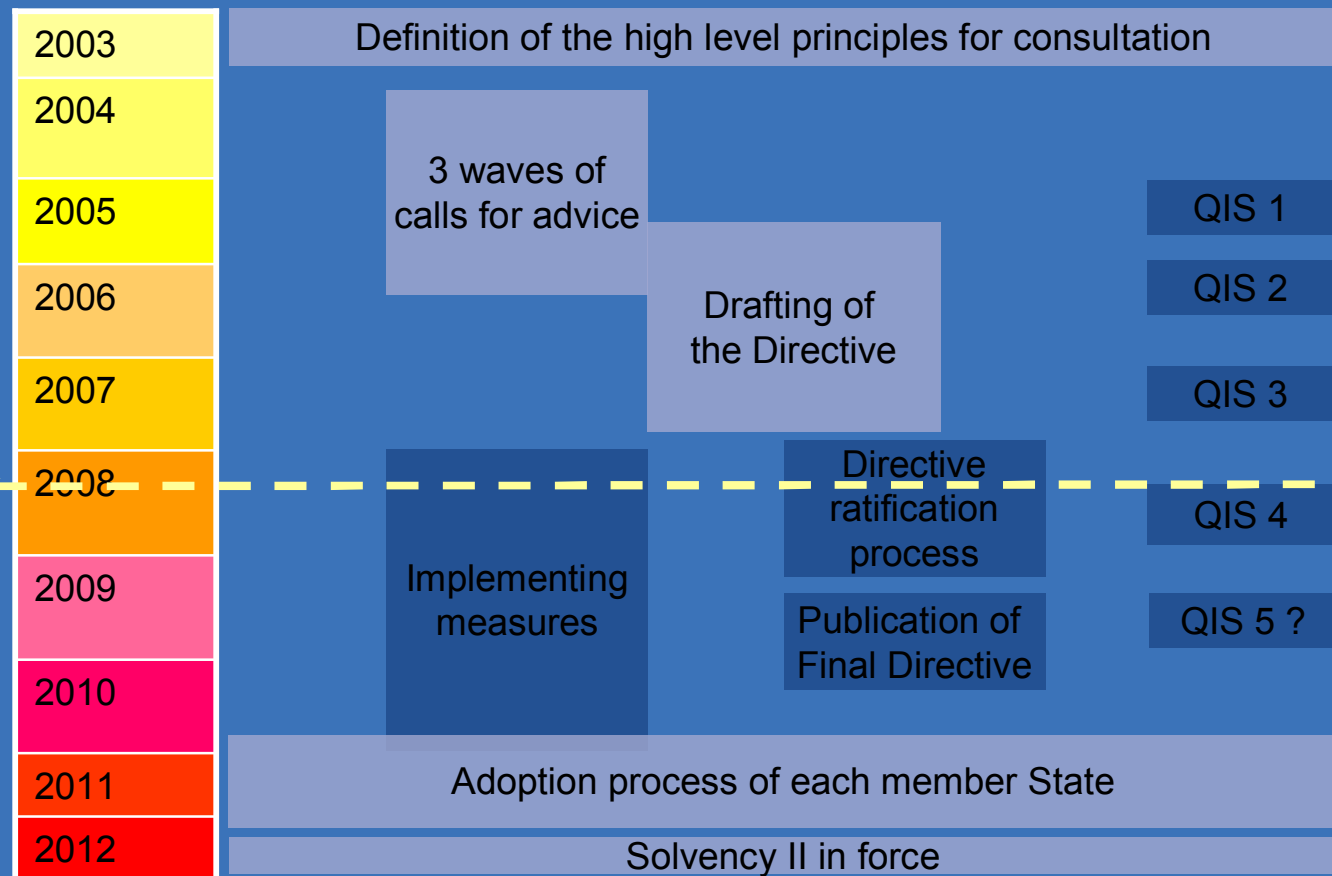 2003
Definition of the high level principles for consultation
2004
3 waves of
calls for advice
2005
QIS 1
2006
QIS 2
Drafting of
the Directive
2007
QIS 3
2008
Directive
ratification
process
QIS 4
Implementing
measures
2009
Publication of
Final Directive
QIS 5 ?
2010
2011
Adoption process of each member State
2012
Solvency II in force